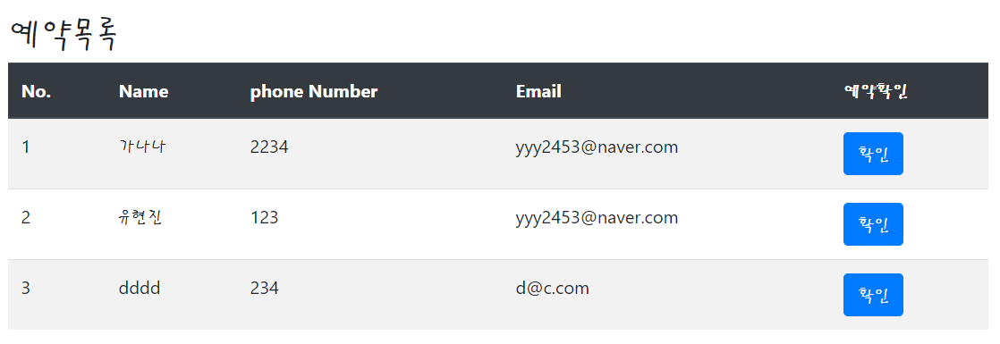 예약목록
No. Name phone Number Email 예약확인
1 가나나 2234 yyy2453@naver.com 확인
2 유현진 123 yyy2453@naver.com 확인
3 dddd 234 d@c.com 확인